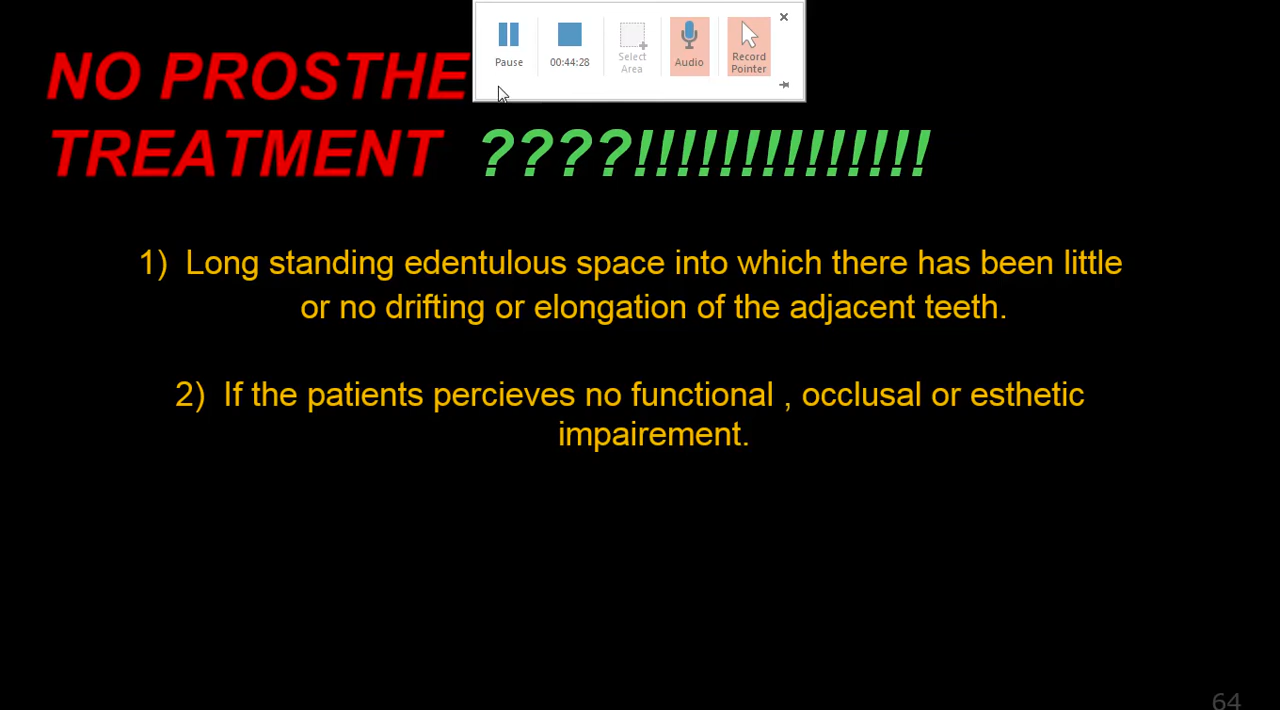 Pause
00:44:28
Select
Area
Audio
Record
Pointer
NO PROSTHE
TREATMENT ????!!!!!!!!!!!!!!
1) Long standing edentulous space into which there has been little
or no drifting or elongation of the adjacent teeth.
2) If the patients percieves no functional , occlusal or esthetic
impairement.
64